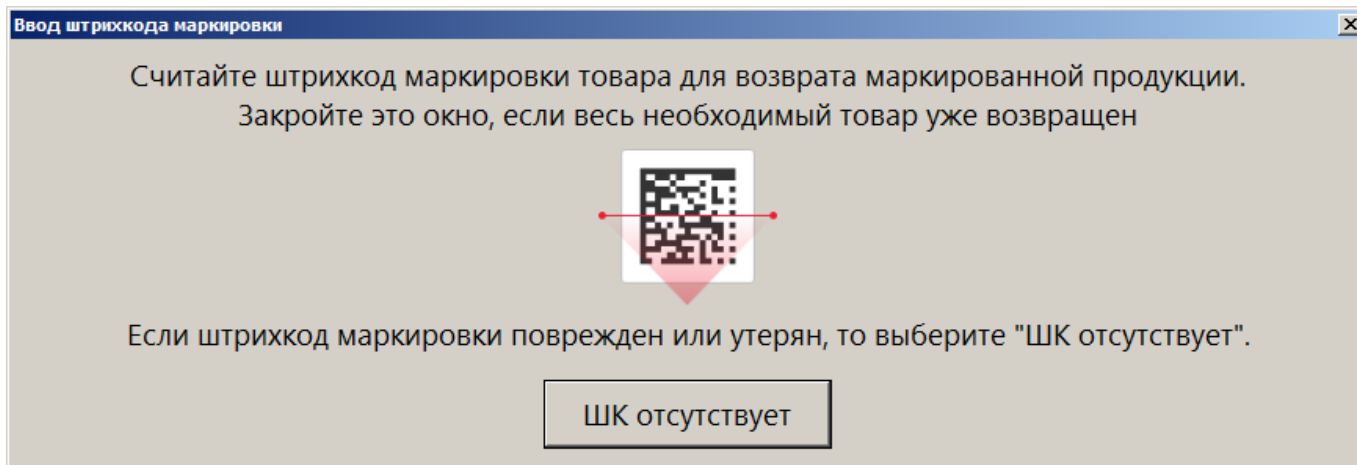 Ввод штрихкода маркировки
Считайте штрихкод маркировки товара для возврата маркированной продукции.
Закройте это окно, если весь необходимый товар уже возвращен
Если штрихкод маркировки поврежден или утерян, то выберите "ШК отсутствует".
ШК отсутствует